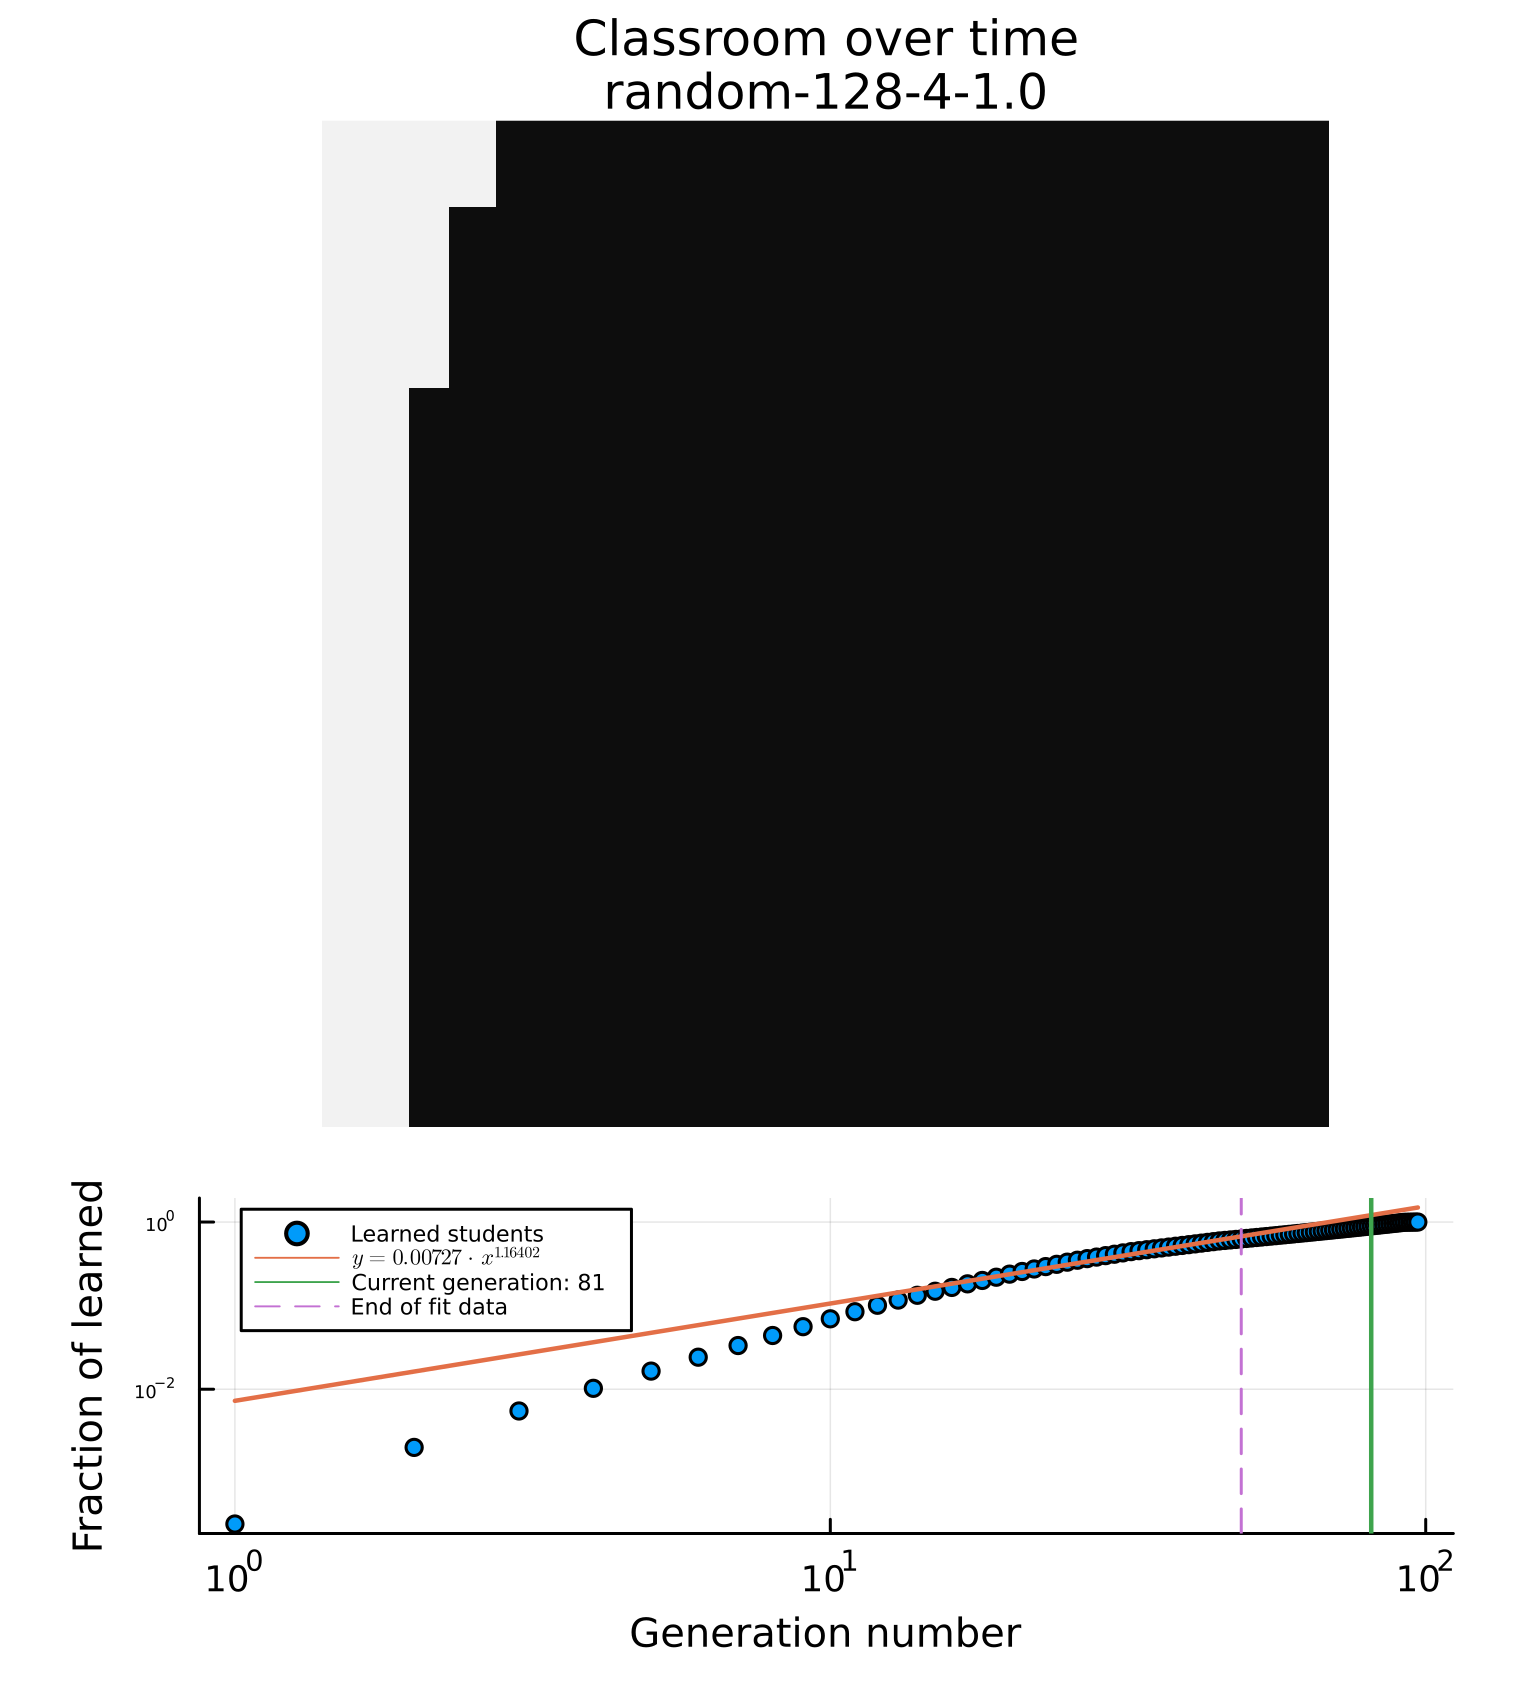 Classroom over time
random-128-4-1.0
Fraction of learned
10^0
10^-2
Learned students
y = 0.00727 · x^1.16402
Current generation: 81
End of fit data
10^0 10^1 10^2
Generation number